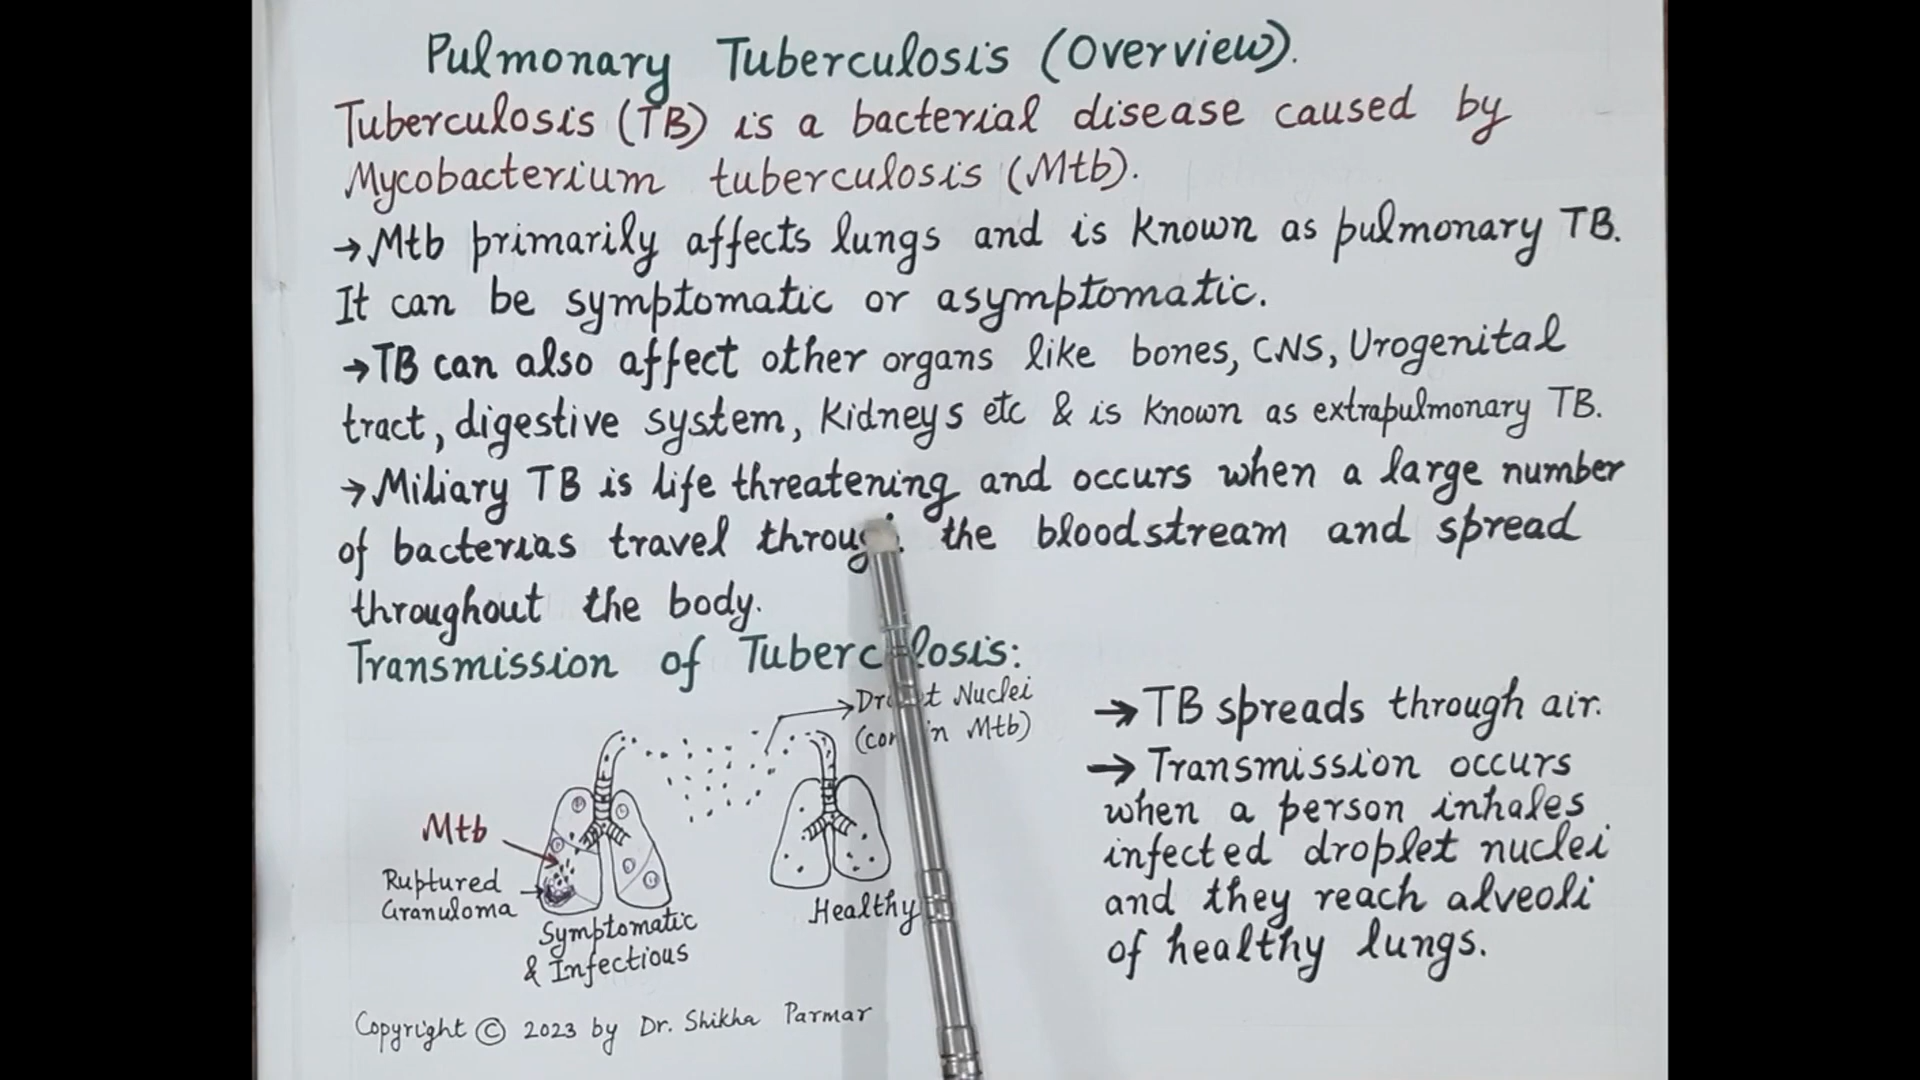 Pulmonary Tuberculosis (Overview).
Tuberculosis (TB) is a bacterial disease caused by
Mycobacterium tuberculosis (Mtb).
→ Mtb primarily affects lungs and is known as pulmonary TB.
It can be symptomatic or asymptomatic.
→ TB can also affect other organs like bones, CNS, Urogenital
tract, digestive system, Kidneys etc & is known as extrapulmonary TB.
→ Miliary TB is life threatening and occurs when a large number
of bacterias travel through the bloodstream and spread
throughout the body.
Transmission of Tuberculosis:
→ Droplet Nuclei
(contain Mtb)
Mtb
Ruptured
Granuloma
Symptomatic
& Infectious
Healthy
→ TB spreads through air.
→ Transmission occurs
when a person inhales
infected droplet nuclei
and they reach alveoli
of healthy lungs.
Copyright © 2023 by Dr. Shikha Parmar